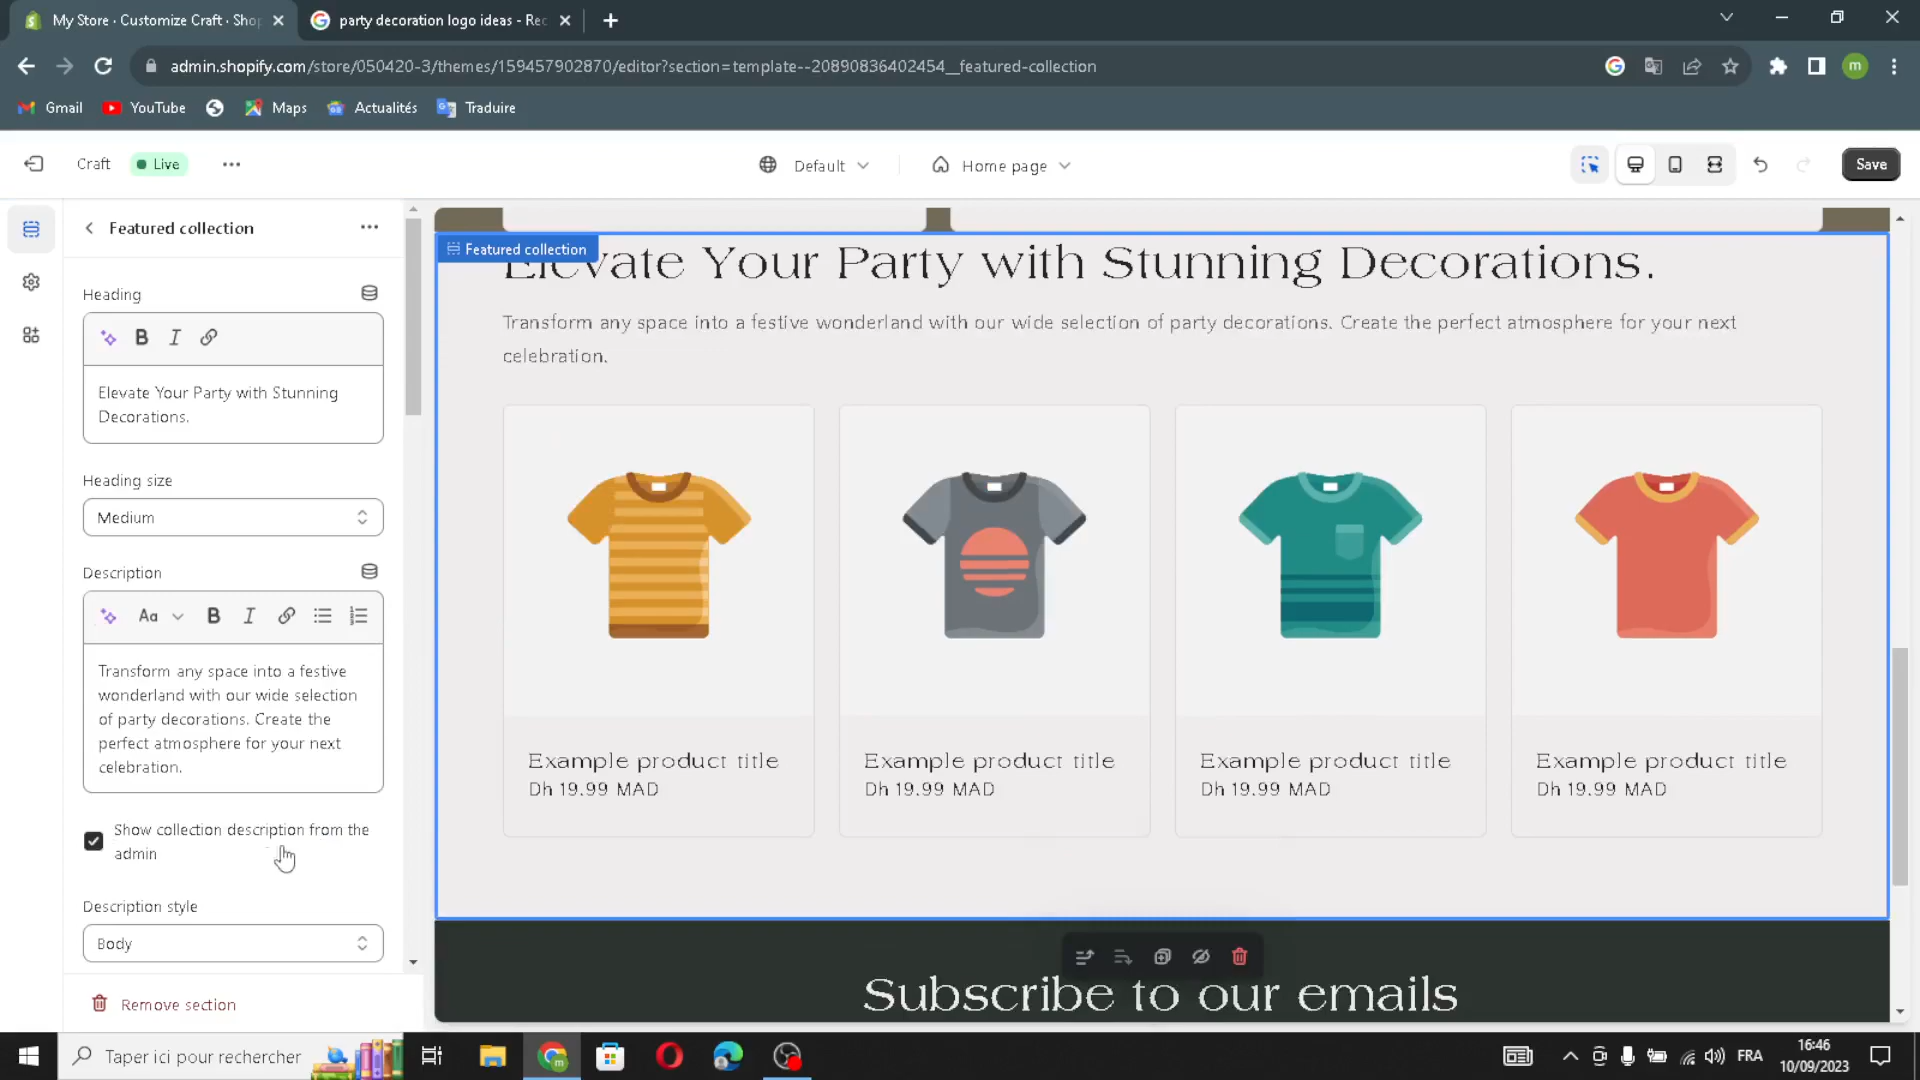 My Store · Customize Craft · Sho
party decoration logo ideas - Rec
admin.shopify.com/store/050420-3/themes/159457902870/editor?section=template--20890836402454__featured-collection
m
Gmail
YouTube
Maps
Actualités
Traduire
Craft
Live
Default
Home page
Save
Featured collection
Heading
B I
Elevate Your Party with Stunning
Decorations.
Heading size
Medium
Description
Aa B I
Transform any space into a festive
wonderland with our wide selection
of party decorations. Create the
perfect atmosphere for your next
celebration.
Show collection description from the
admin
Description style
Body
Remove section
Featured collection
Elevate Your Party with Stunning Decorations.
Transform any space into a festive wonderland with our wide selection of party decorations. Create the perfect atmosphere for your next
celebration.
Example product title
Dh 19.99 MAD
Example product title
Dh 19.99 MAD
Example product title
Dh 19.99 MAD
Example product title
Dh 19.99 MAD
Subscribe to our emails
Taper ici pour rechercher
FRA
16:46
10/09/2023